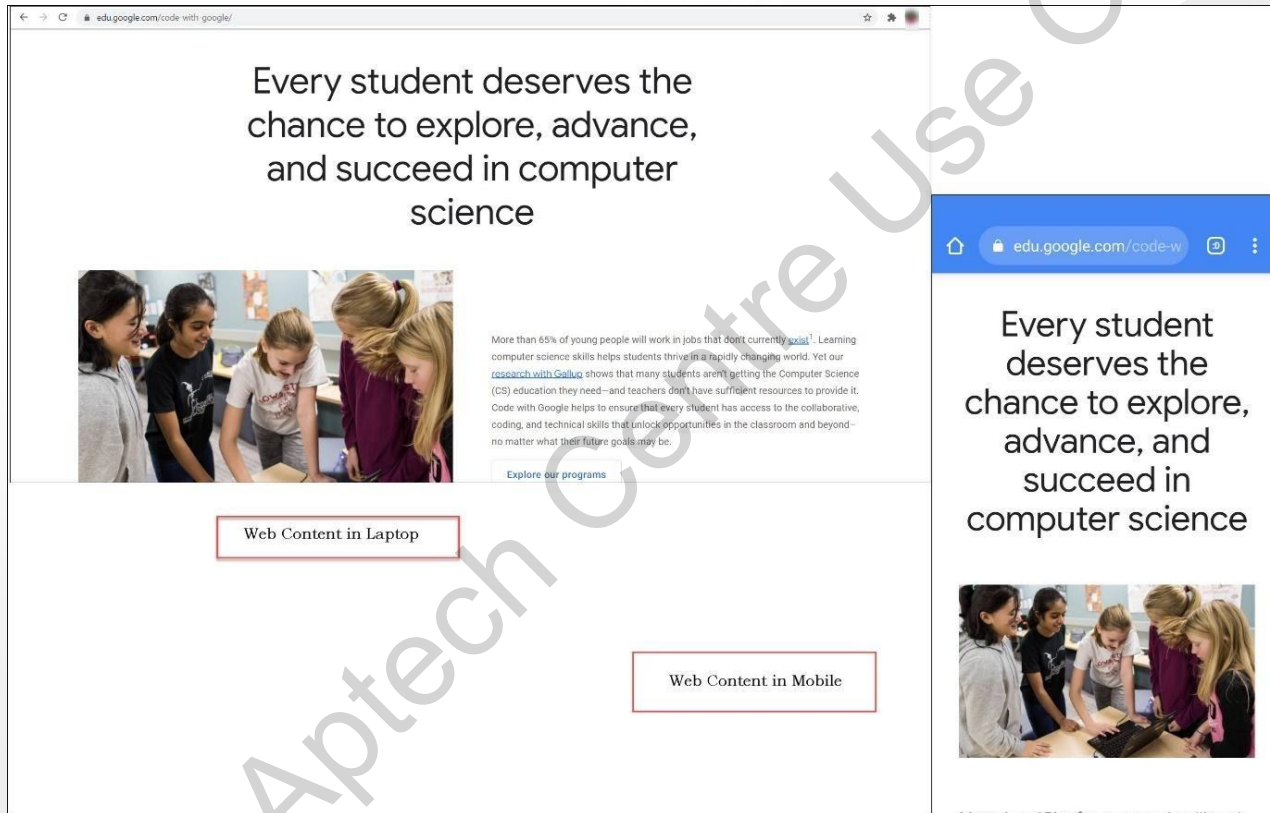 edu.google.com/code-with-google/
Every student deserves the
chance to explore, advance,
and succeed in computer
science
More than 65% of young people will work in jobs that don't currently exist¹. Learning
computer science skills helps students thrive in a rapidly changing world. Yet our
research with Gallup shows that many students aren't getting the Computer Science
(CS) education they need—and teachers don't have sufficient resources to provide it.
Code with Google helps to ensure that every student has access to the collaborative,
coding, and technical skills that unlock opportunities in the classroom and beyond—
no matter what their future goals may be.
Explore our programs
Web Content in Laptop
Web Content in Mobile
edu.google.com/code-w
Every student
deserves the
chance to explore,
advance, and
succeed in
computer science
Aptech Centre Use